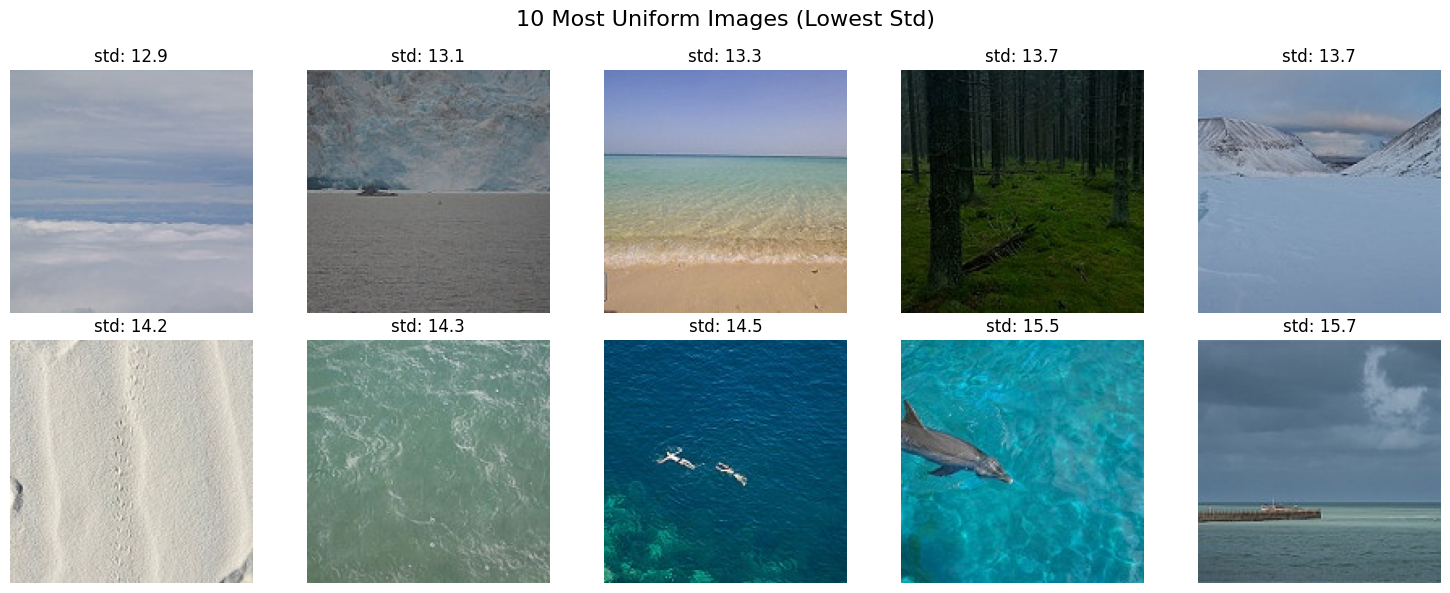 10 Most Uniform Images (Lowest Std)
std: 12.9
std: 13.1
std: 13.3
std: 13.7
std: 13.7
std: 14.2
std: 14.3
std: 14.5
std: 15.5
std: 15.7